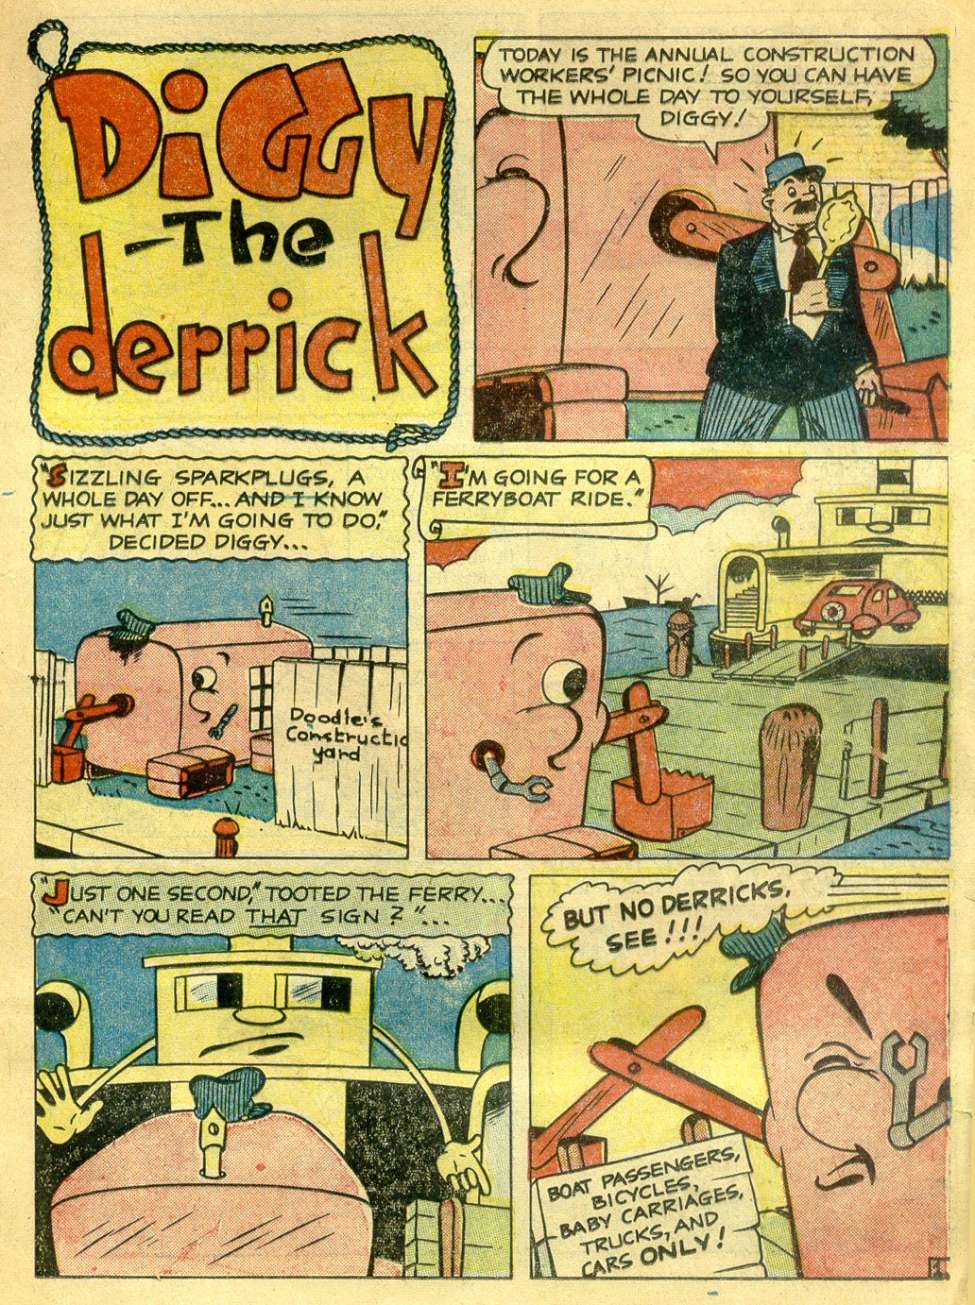 DiGGy
-The
derrick
TODAY IS THE ANNUAL CONSTRUCTION
WORKERS' PICNIC! SO YOU CAN HAVE
THE WHOLE DAY TO YOURSELF,
DIGGY!
"SIZZLING SPARKPLUGS, A
WHOLE DAY OFF... AND I KNOW
JUST WHAT I'M GOING TO DO,"
DECIDED DIGGY...
Doodle's
Constructio
yard
"I'M GOING FOR A
FERRYBOAT RIDE."
"JUST ONE SECOND," TOOTED THE FERRY...
"CAN'T YOU READ THAT SIGN?"...
BUT NO DERRICKS,
SEE!!!
BOAT PASSENGERS,
BICYCLES,
BABY CARRIAGES,
TRUCKS, AND
CARS ONLY!
1